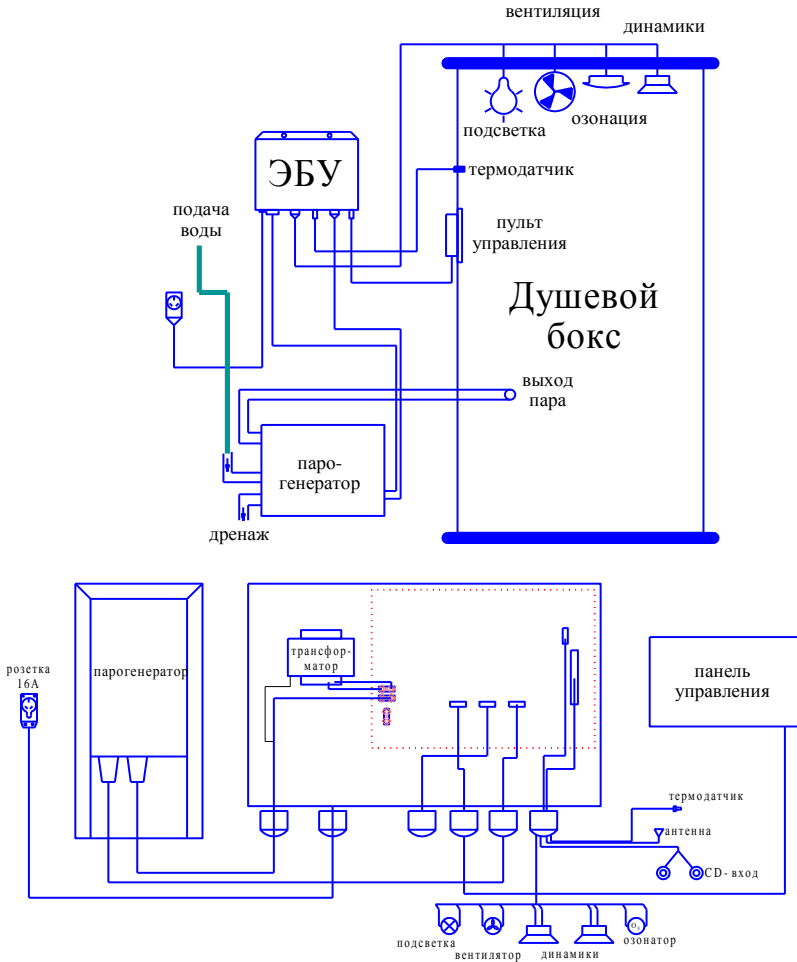 вентиляция
динамики
подсветка
озонация
ЭБУ
термодатчик
подача
воды
пульт
управления
Душевой
бокс
выход
пара
паро-
генератор
дренаж
розетка
16А
парогенератор
трансфор-
матор
панель
управления
термодатчик
антенна
CD- вход
O3
подсветка
вентилятор
динамики
озонатор